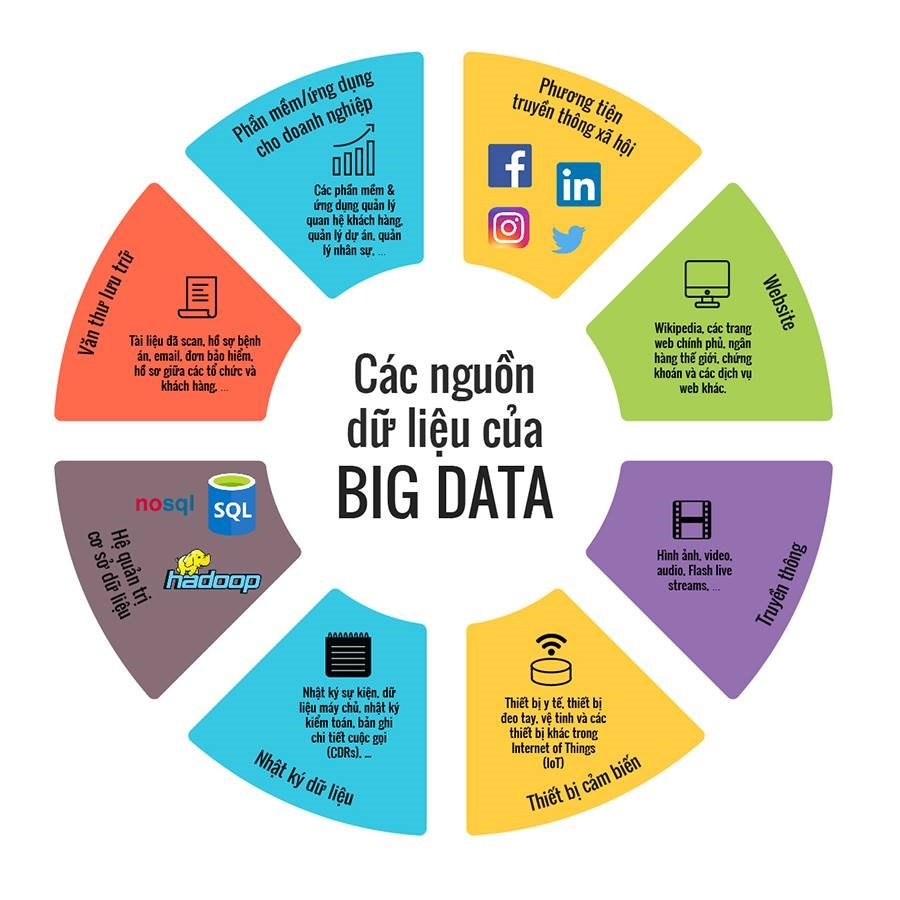 Các nguồn
dữ liệu của
BIG DATA
Phương tiện
truyền thông xã hội
f
in
Website
Wikipedia, các trang
web chính phủ, ngân
hàng thế giới, chứng
khoán và các dịch vụ
web khác.
Truyền thông
Hình ảnh, video,
audio, Flash live
streams, ...
Thiết bị y tế, thiết bị
đeo tay, vệ tinh và các
thiết bị khác trong
Internet of Things
(IoT)
Thiết bị cảm biến
Nhật ký sự kiện, dữ
liệu máy chủ, nhật ký
kiểm toán, bản ghi
chi tiết cuộc gọi
(CDRs), ...
Nhật ký dữ liệu
Hệ quản trị
cơ sở dữ liệu
nosql
SQL
hadoop
Văn thư lưu trữ
Tài liệu đã scan, hồ sợ bệnh
án, email, đơn bảo hiểm,
hồ sơ giữa các tổ chức và
khách hàng, ...
Phần mềm/ứng dụng
cho doanh nghiệp
Các phần mềm &
ứng dụng quản lý
quan hệ khách hàng,
quản lý dự án, quản
lý nhân sự, ...